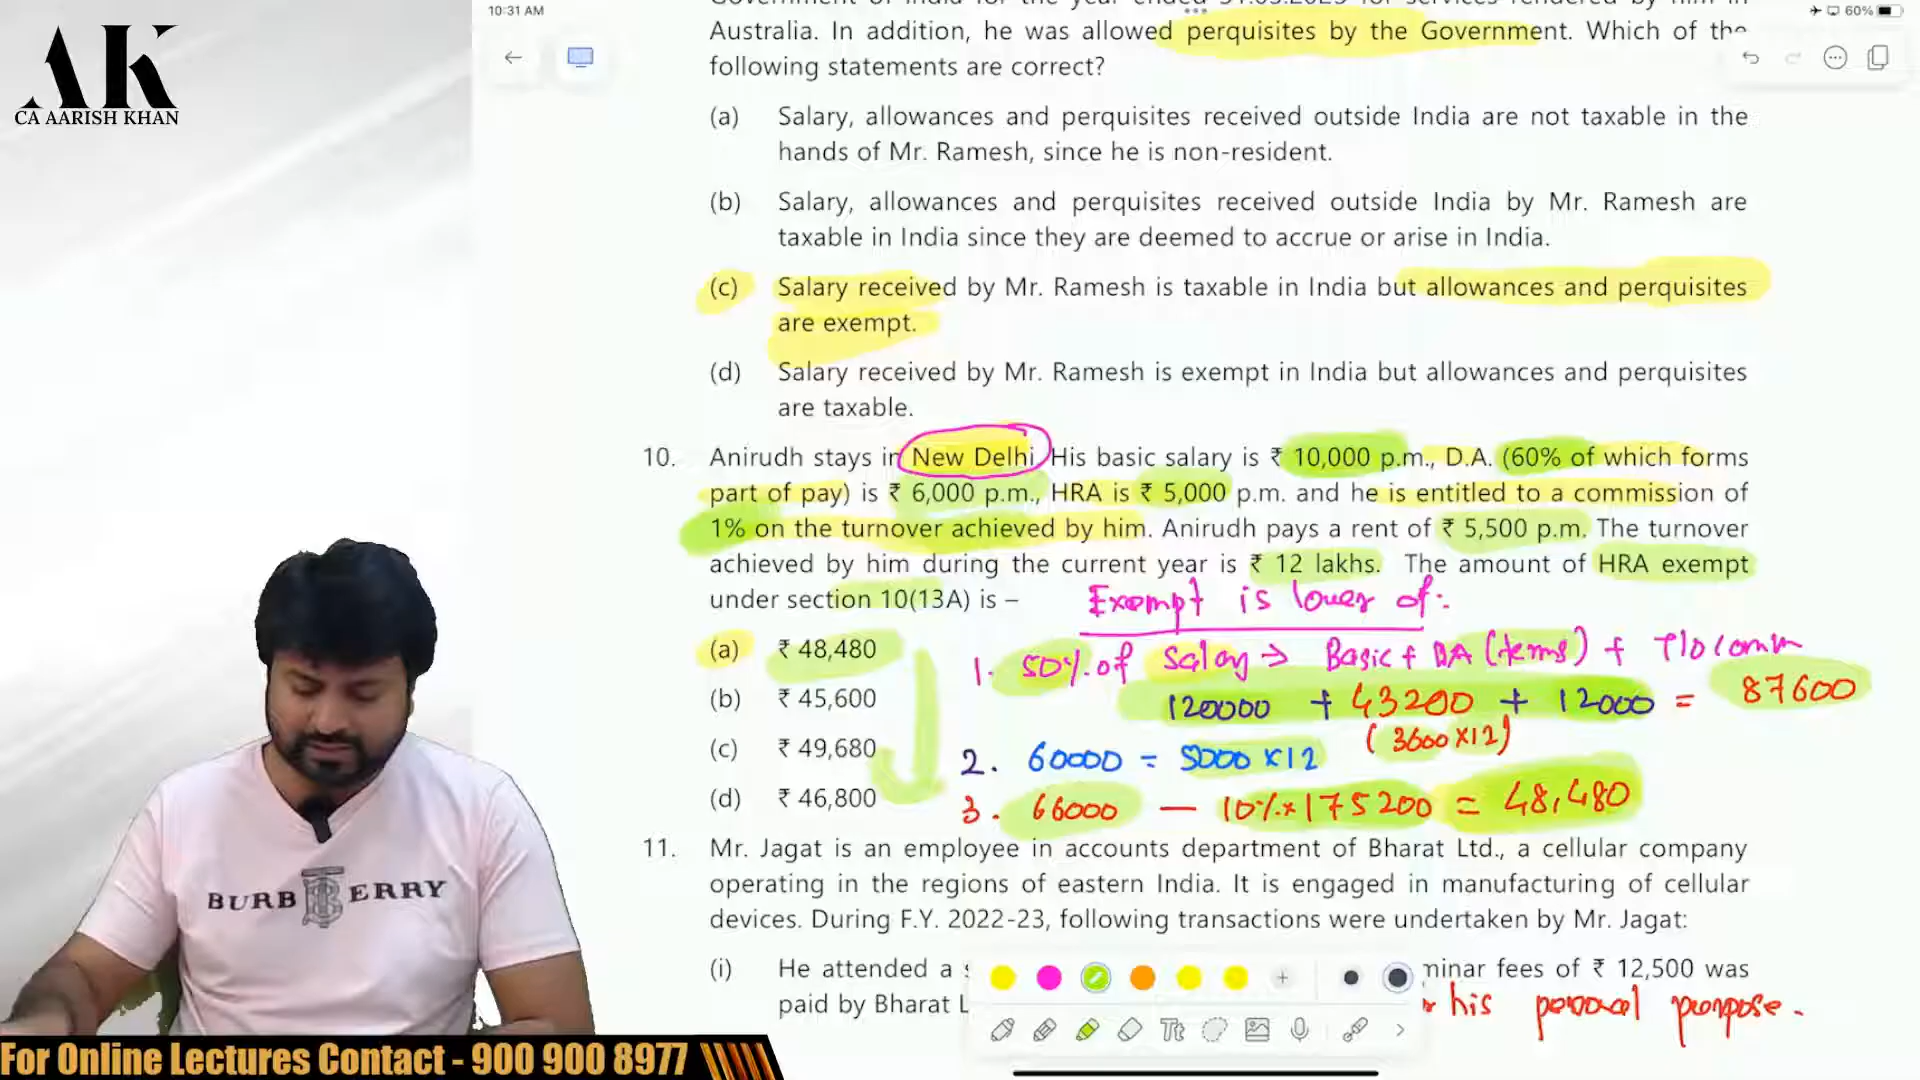 10:31 AM
60%
AK
CA AARISH KHAN
Australia. In addition, he was allowed perquisites by the Government. Which of the
following statements are correct?
(a) Salary, allowances and perquisites received outside India are not taxable in the
hands of Mr. Ramesh, since he is non-resident.
(b) Salary, allowances and perquisites received outside India by Mr. Ramesh are
taxable in India since they are deemed to accrue or arise in India.
(c) Salary received by Mr. Ramesh is taxable in India but allowances and perquisites
are exempt.
(d) Salary received by Mr. Ramesh is exempt in India but allowances and perquisites
are taxable.
10. Anirudh stays in New Delhi. His basic salary is ₹ 10,000 p.m., D.A. (60% of which forms
part of pay) is ₹ 6,000 p.m., HRA is ₹ 5,000 p.m. and he is entitled to a commission of
1% on the turnover achieved by him. Anirudh pays a rent of ₹ 5,500 p.m. The turnover
achieved by him during the current year is ₹ 12 lakhs. The amount of HRA exempt
under section 10(13A) is –
Exempt is lower of:
(a) ₹ 48,480
1. 50% of Salary → Basic + DA (terms) + T/o comm
(b) ₹ 45,600
120000 + 43200 + 12000 = 87600
(3600×12)
(c) ₹ 49,680
2. 60000 = 5000 ×12
(d) ₹ 46,800
3. 66000 — 10% × 175200 = 48,480
11. Mr. Jagat is an employee in accounts department of Bharat Ltd., a cellular company
operating in the regions of eastern India. It is engaged in manufacturing of cellular
devices. During F.Y. 2022-23, following transactions were undertaken by Mr. Jagat:
(i) He attended a minar fees of ₹ 12,500 was
paid by Bharat L his personal purpose.
BURBERRY
Tt
For Online Lectures Contact - 900 900 8977